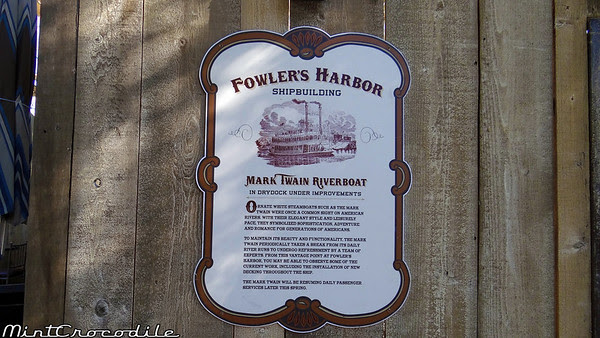 FOWLER'S HARBOR
SHIPBUILDING
MARK TWAIN RIVERBOAT
IN DRYDOCK UNDER IMPROVEMENTS
ORNATE WHITE STEAMBOATS SUCH AS THE MARK
TWAIN WERE ONCE A COMMON SIGHT ON AMERICAN
RIVERS. WITH THEIR ELEGANT STYLE AND LEISURELY
PACE, THEY SYMBOLIZED SOPHISTICATION, ADVENTURE
AND ROMANCE FOR GENERATIONS OF AMERICANS.
TO MAINTAIN ITS BEAUTY AND FUNCTIONALITY, THE MARK
TWAIN PERIODICALLY TAKES A BREAK FROM ITS DAILY
RIVER RUNS TO UNDERGO REFURBISHMENT BY A TEAM OF
EXPERTS. FROM THIS VANTAGE POINT AT FOWLER'S
HARBOR, YOU MAY BE ABLE TO OBSERVE SOME OF THE
CURRENT WORK, INCLUDING THE INSTALLATION OF NEW
DECKING THROUGHOUT THE SHIP.
THE MARK TWAIN WILL BE RESUMING DAILY PASSENGER
SERVICES LATER THIS SPRING.
MintCrocodile